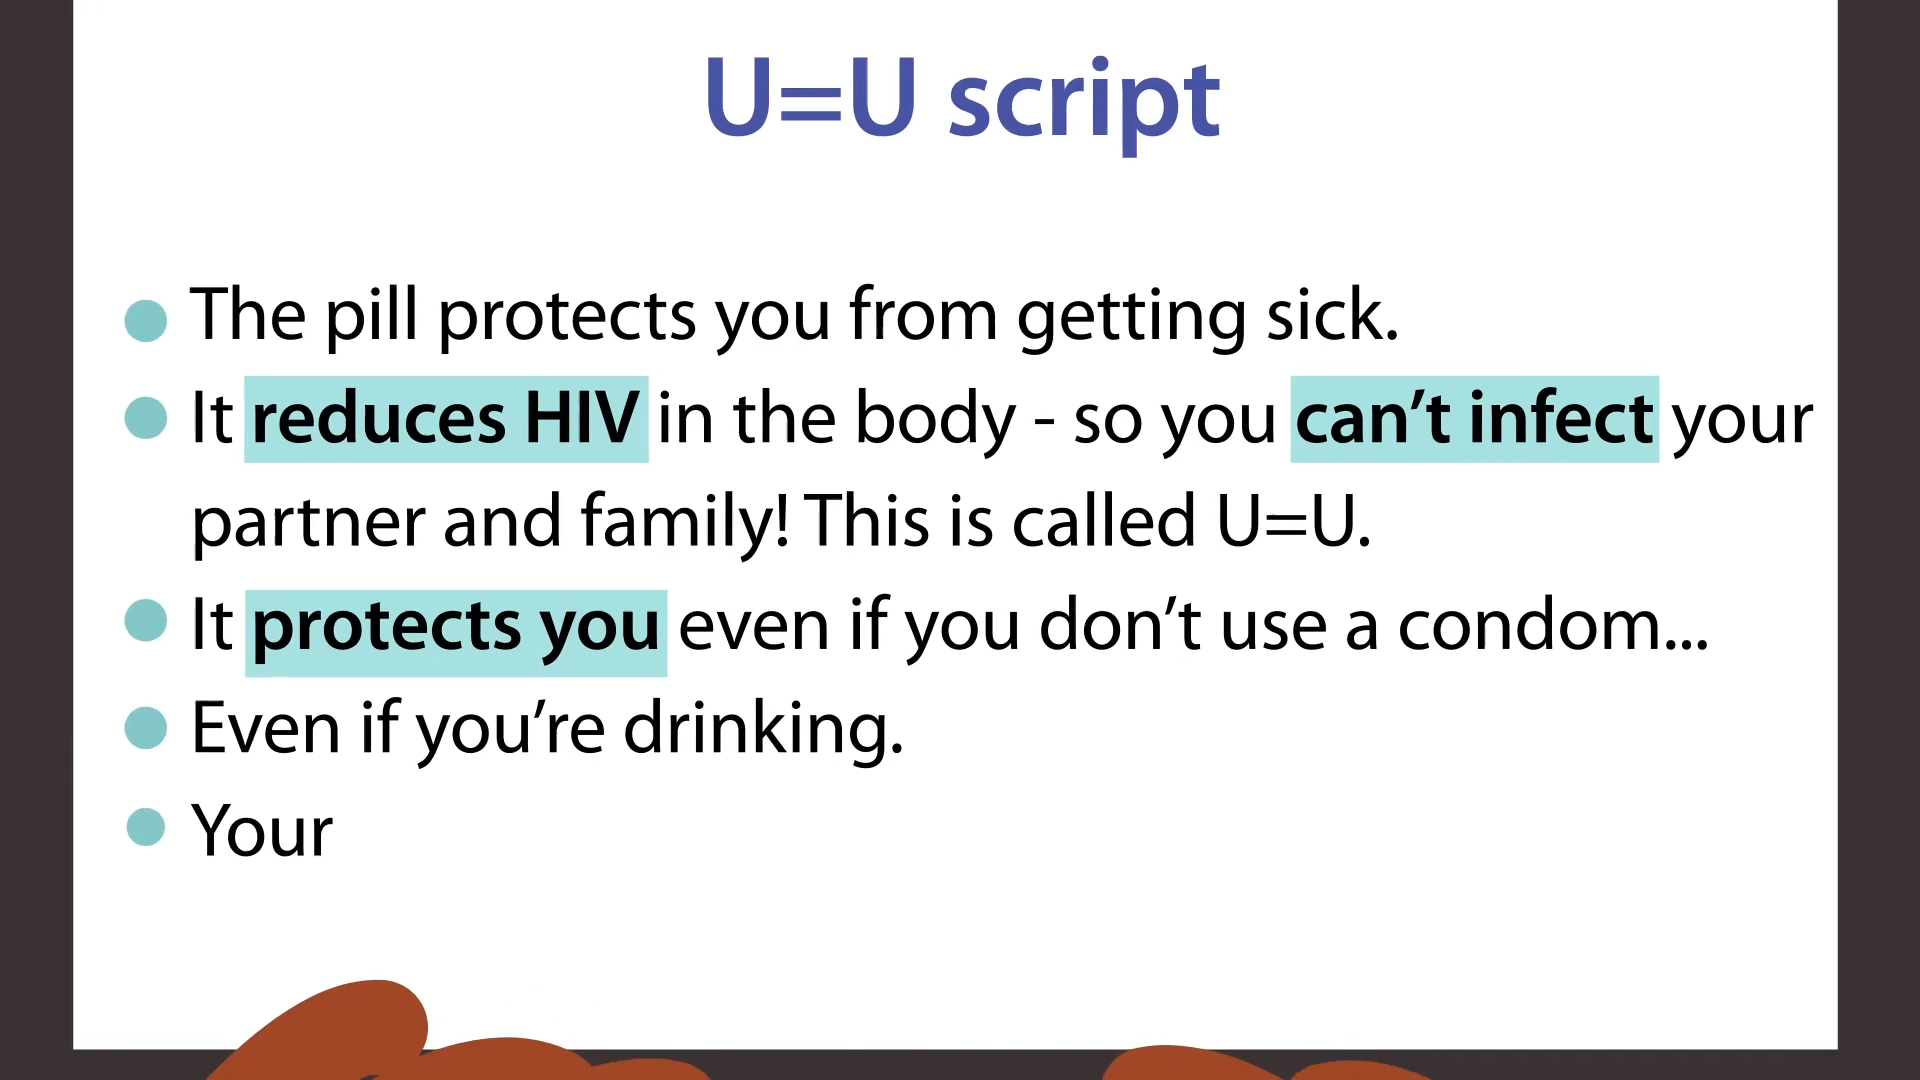 U=U script
The pill protects you from getting sick.
It reduces HIV in the body - so you can’t infect your
partner and family! This is called U=U.
It protects you even if you don’t use a condom...
Even if you’re drinking.
Your